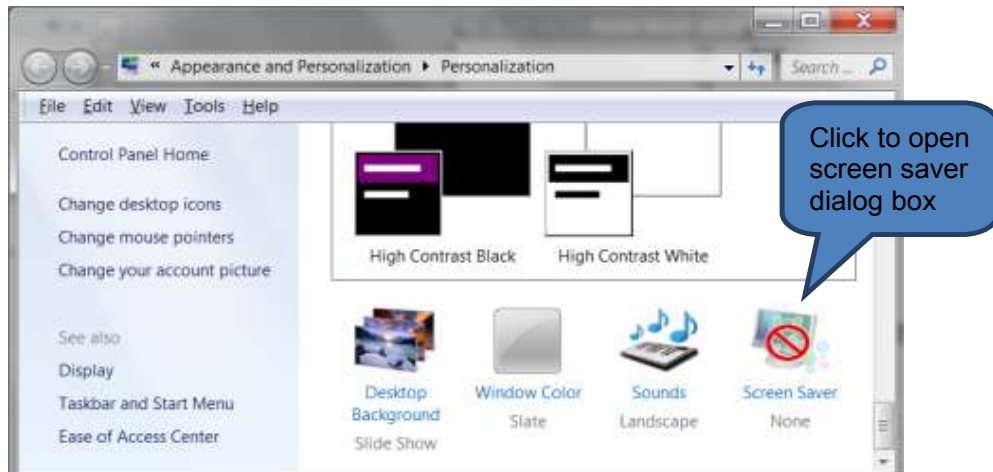 « Appearance and Personalization ▸ Personalization
Search ...
File Edit View Tools Help
Control Panel Home
Change desktop icons
Change mouse pointers
Change your account picture
See also
Display
Taskbar and Start Menu
Ease of Access Center
High Contrast Black
High Contrast White
Desktop
Background
Slide Show
Window Color
Slate
Sounds
Landscape
Screen Saver
None
Click to open
screen saver
dialog box